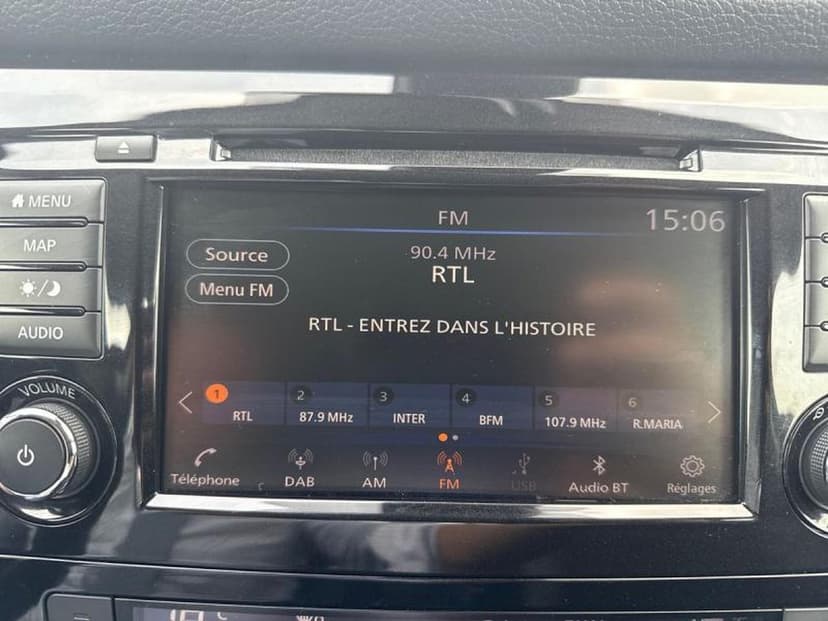 MENU
MAP
AUDIO
VOLUME
FM
15:06
Source
90.4 MHz
RTL
Menu FM
RTL - ENTREZ DANS L'HISTOIRE
1 2 3 4 5 6
RTL 87.9 MHz INTER BFM 107.9 MHz R.MARIA
Téléphone DAB AM FM USB Audio BT Réglages